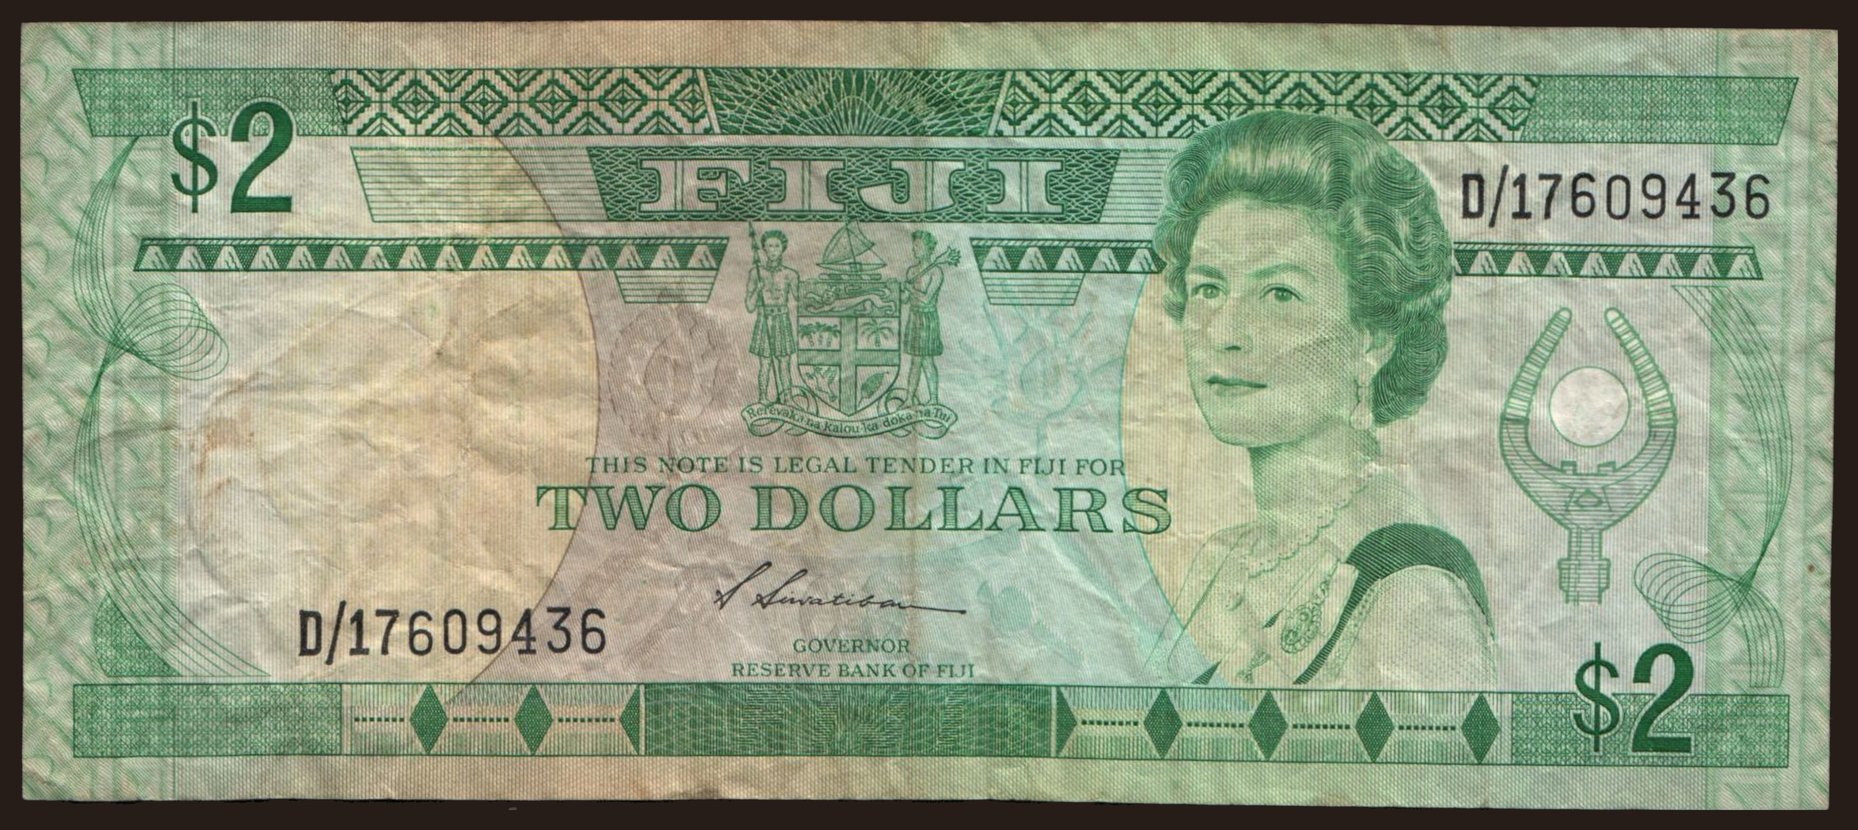 $2
FIJI
D/17609436
Rerevaka na kalou ka doka na Tui
THIS NOTE IS LEGAL TENDER IN FIJI FOR
TWO DOLLARS
S Siwatibau
D/17609436
GOVERNOR
RESERVE BANK OF FIJI
$2